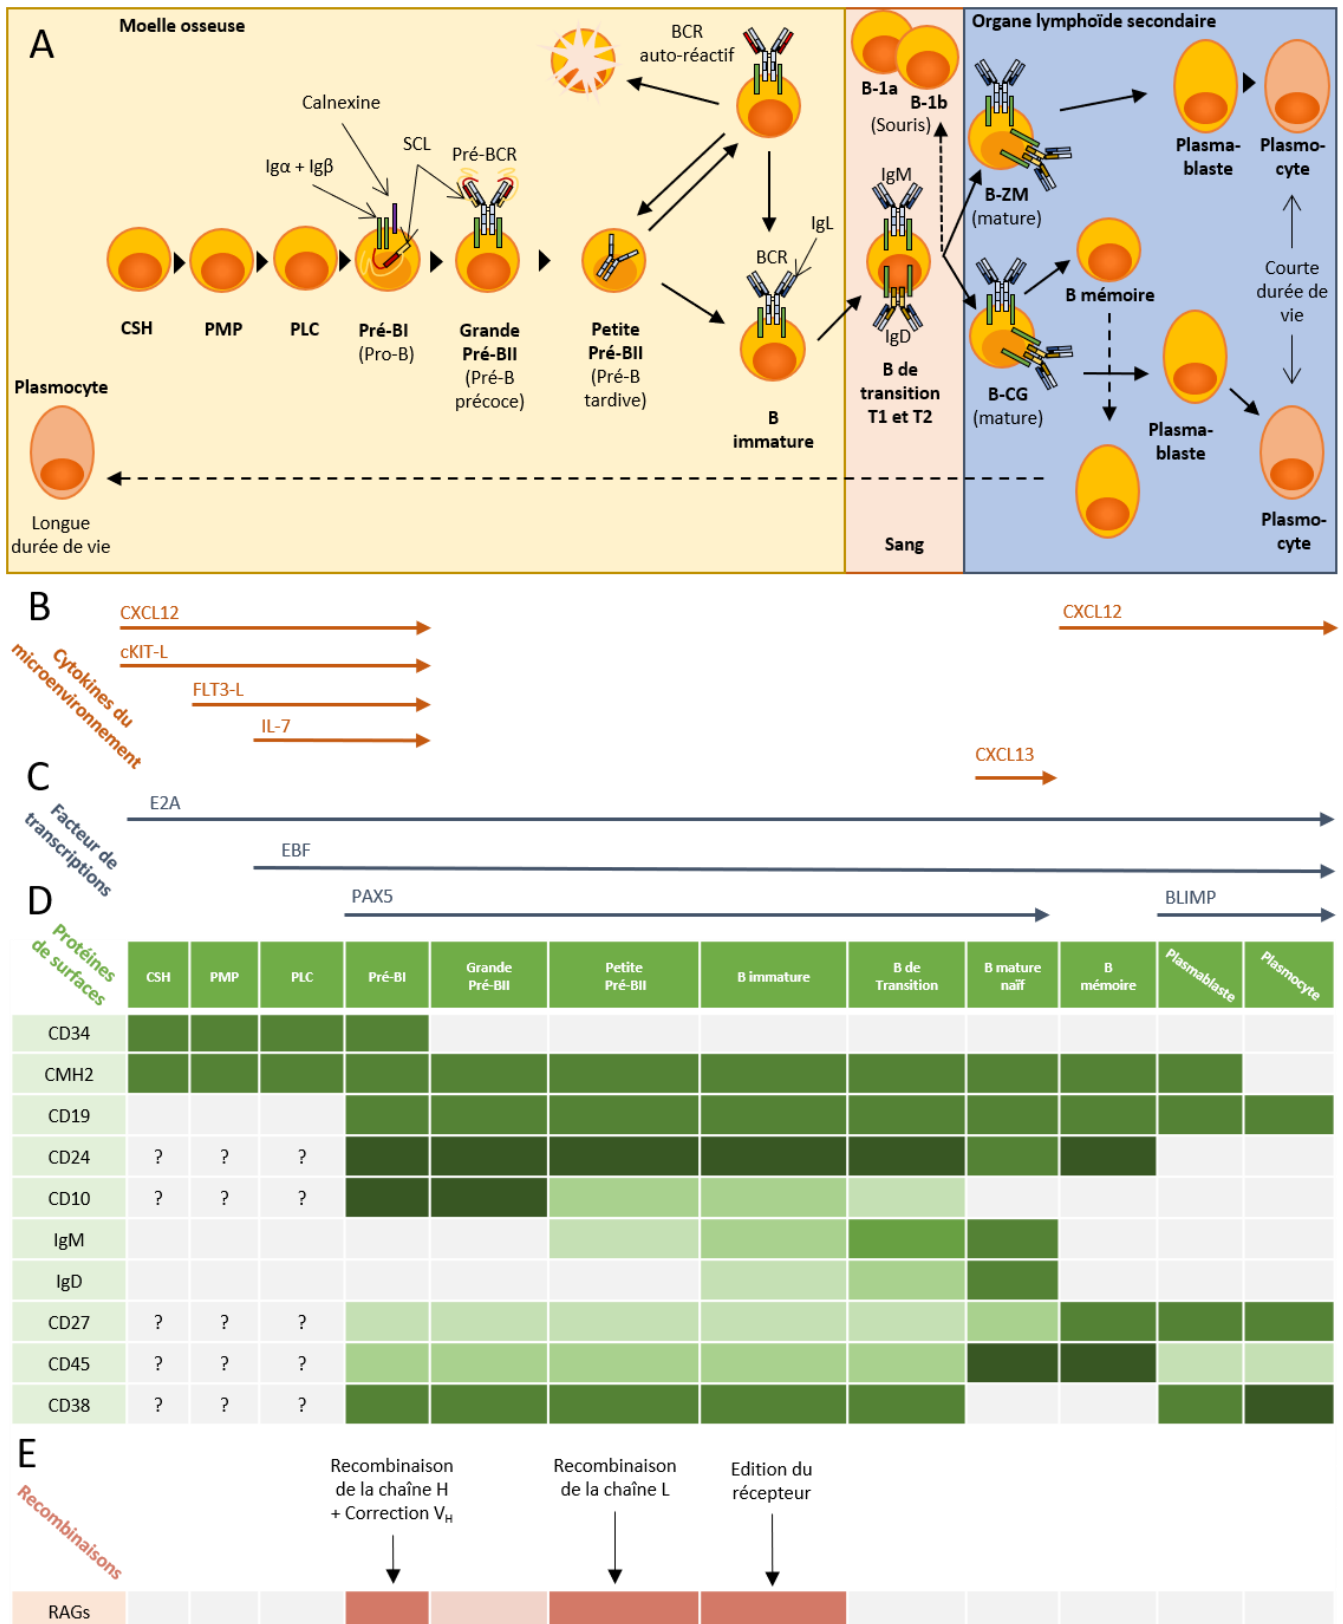 A
Moelle osseuse
Sang
Organe lymphoïde secondaire
BCR
auto-réactif
B-1a
B-1b
(Souris)
Calnexine
SCL
Pré-BCR
Igα + Igβ
Plasma-
blaste
Plasmo-
cyte
IgM
B-ZM
(mature)
IgL
BCR
B mémoire
Courte
durée de
vie
CSH
PMP
PLC
Pré-BI
(Pro-B)
Grande
Pré-BII
(Pré-B
précoce)
Petite
Pré-BII
(Pré-B
tardive)
B
immature
IgD
B de
transition
T1 et T2
B-CG
(mature)
Plasma-
blaste
Plasmo-
cyte
Plasmocyte
Longue
durée de vie
B
Cytokines du
microenvironnement
CXCL12
CXCL12
cKIT-L
FLT3-L
IL-7
CXCL13
C
Facteur de
transcriptions
E2A
EBF
PAX5
BLIMP
D
Protéines
de surfaces
CSH
PMP
PLC
Pré-BI
Grande
Pré-BII
Petite
Pré-BII
B immature
B de
Transition
B mature
naïf
B
mémoire
Plasmablaste
Plasmocyte
CD34
CMH2
CD19
CD24 ? ? ?
CD10 ? ? ?
IgM
IgD
CD27 ? ? ?
CD45 ? ? ?
CD38 ? ? ?
E
Recombinaisons
Recombinaison
de la chaîne H
+ Correction VH
Recombinaison
de la chaîne L
Edition du
récepteur
RAGs